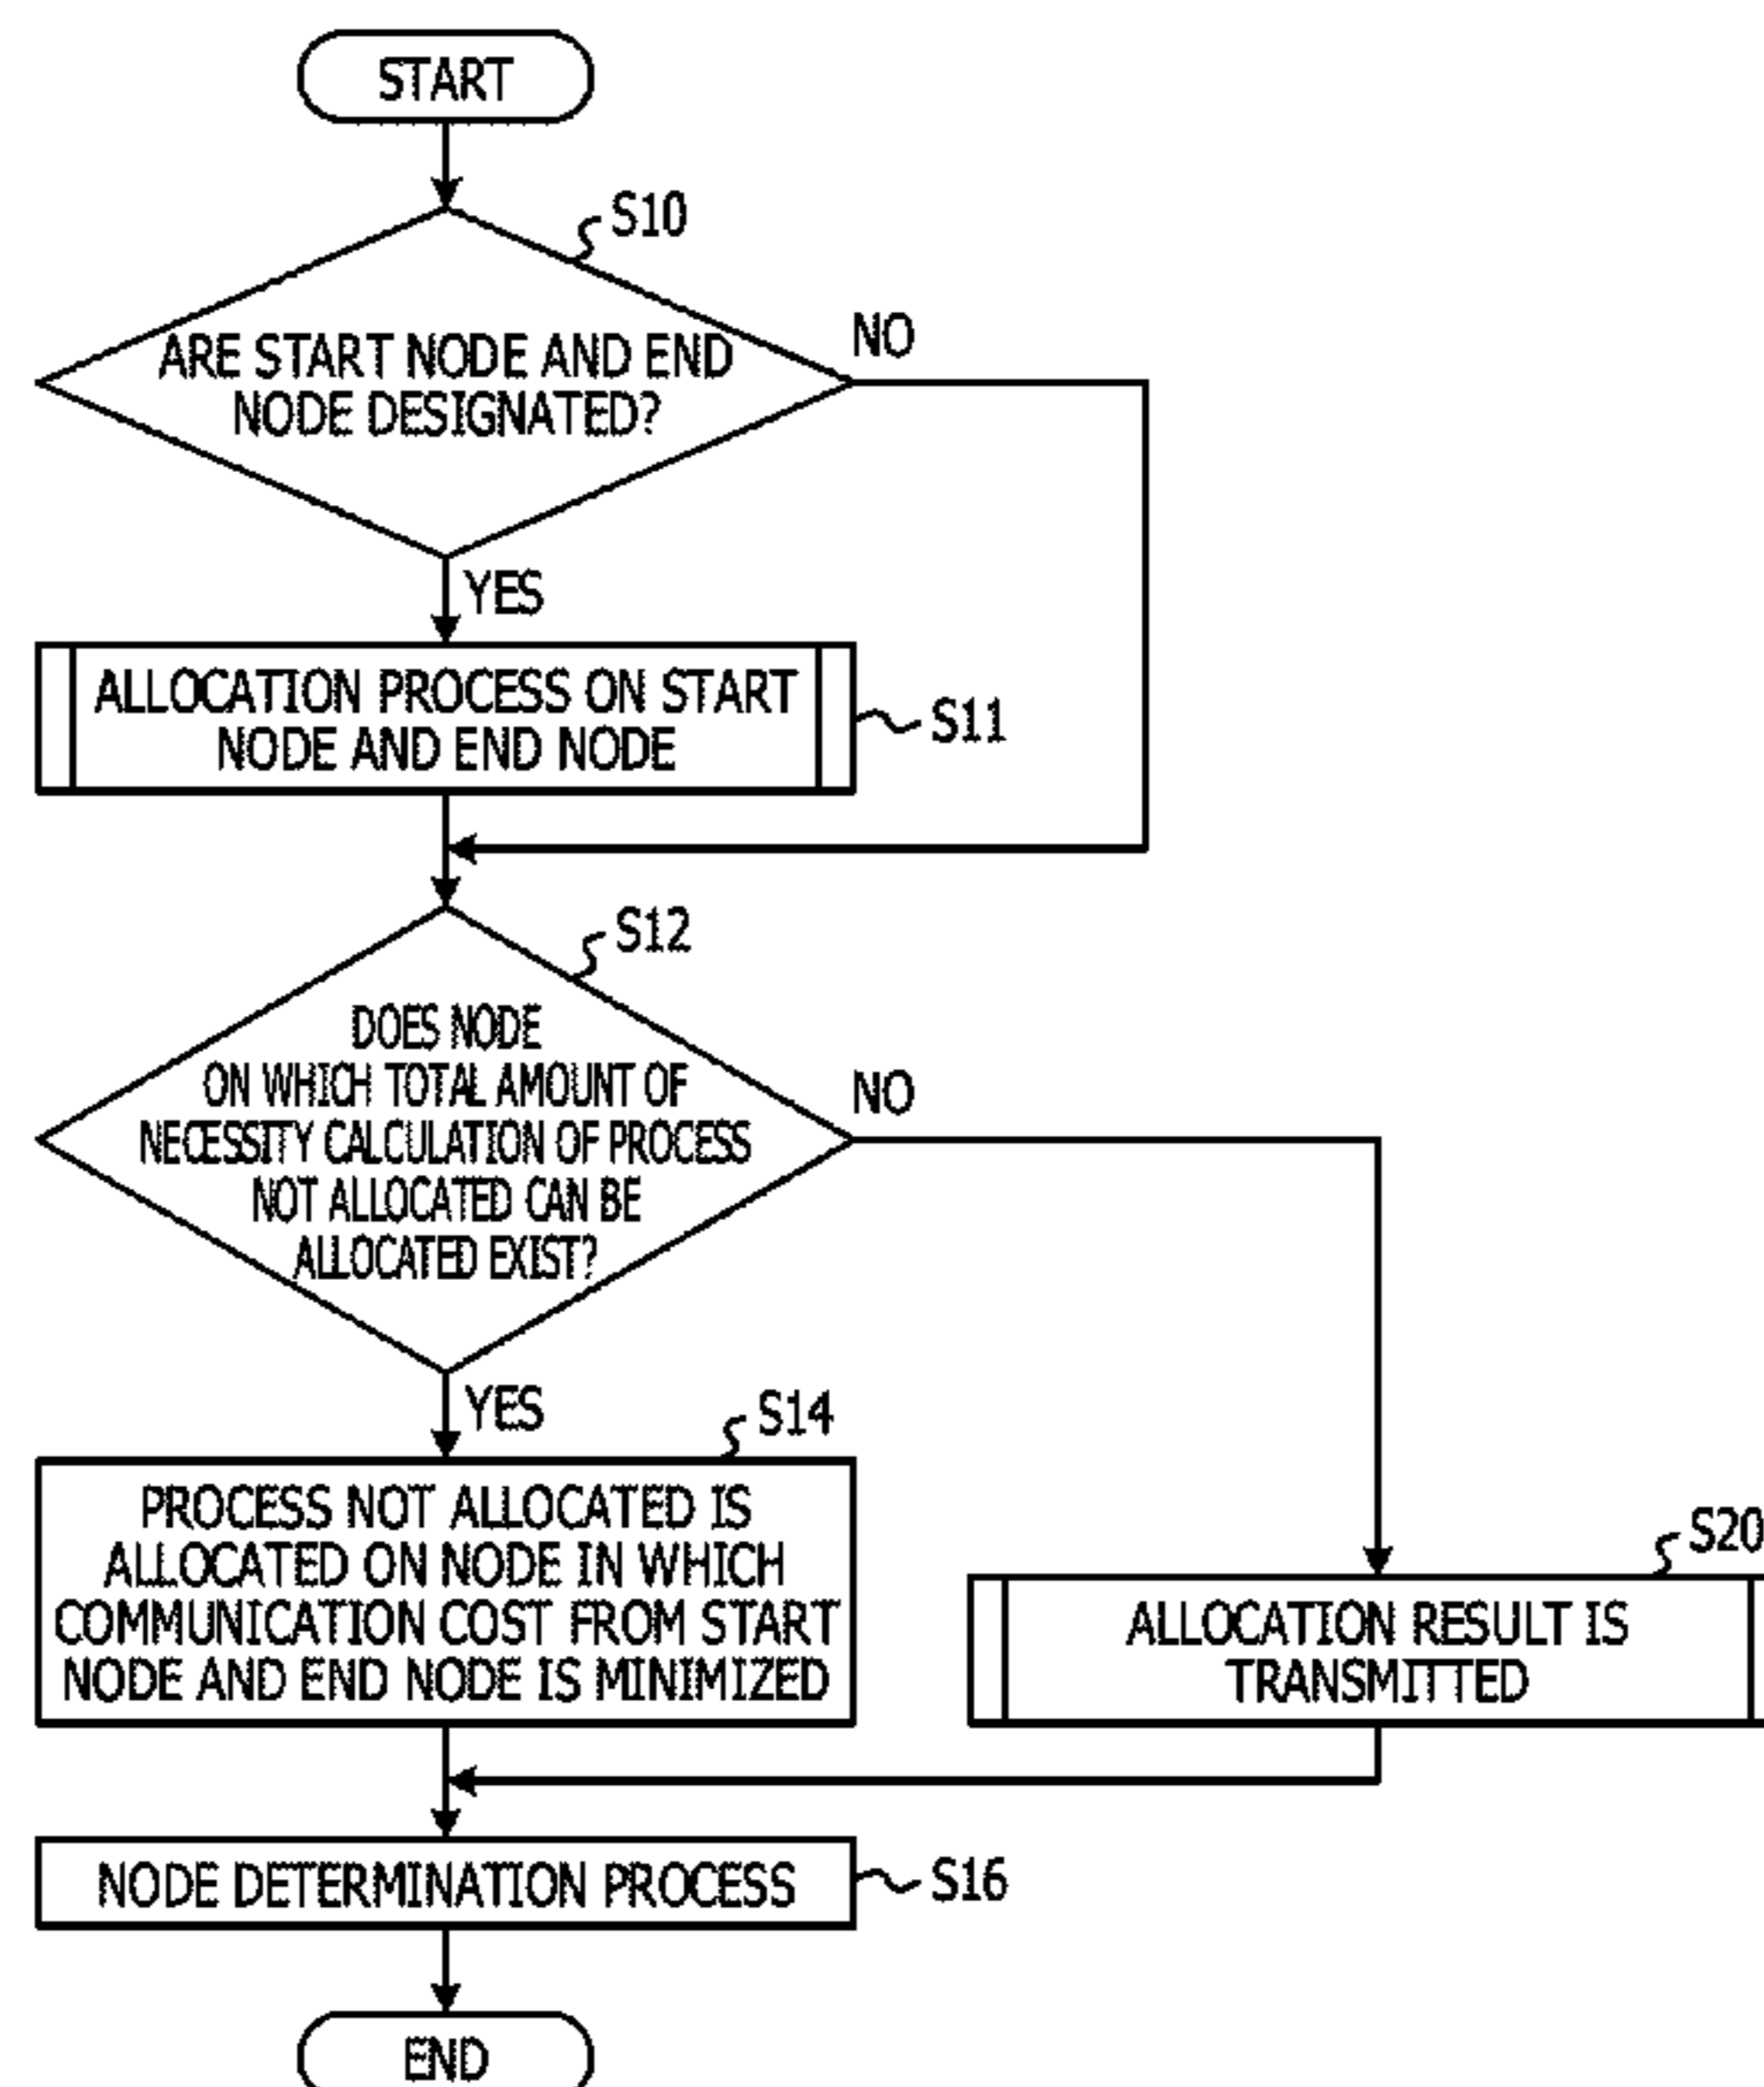 START
S10
ARE START NODE AND END
NODE DESIGNATED?
NO
YES
ALLOCATION PROCESS ON START
NODE AND END NODE
S11
S12
DOES NODE
ON WHICH TOTAL AMOUNT OF
NECESSITY CALCULATION OF PROCESS
NOT ALLOCATED CAN BE
ALLOCATED EXIST?
NO
YES
S14
PROCESS NOT ALLOCATED IS
ALLOCATED ON NODE IN WHICH
COMMUNICATION COST FROM START
NODE AND END NODE IS MINIMIZED
S20
ALLOCATION RESULT IS
TRANSMITTED
NODE DETERMINATION PROCESS
S16
END